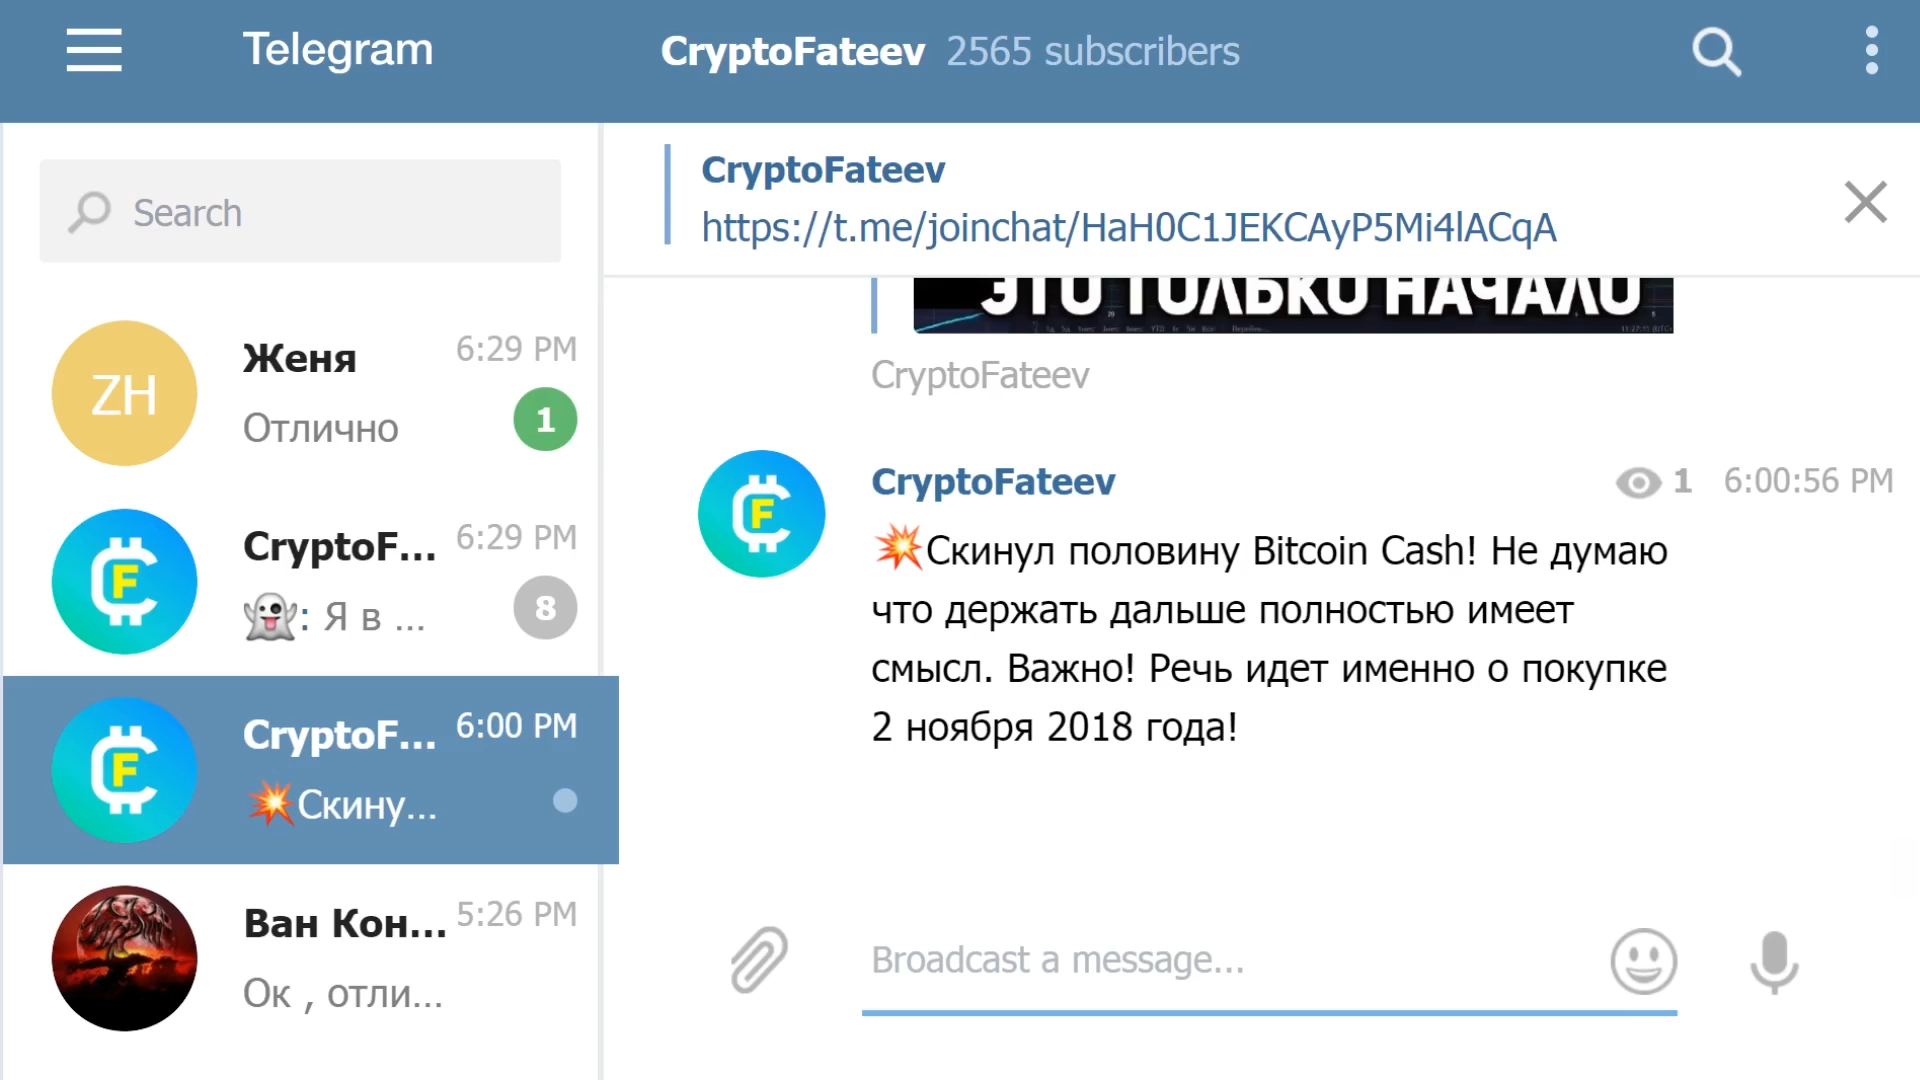 Telegram
CryptoFateev 2565 subscribers
Search
CryptoFateev
https://t.me/joinchat/HaH0C1JEKCAyP5Mi4lACqA
ЭТО ТОЛЬКО НАЧАЛО
CryptoFateev
ZH
Женя 6:29 PM
Отлично 1
CryptoF... 6:29 PM
: Я в ... 8
CryptoF... 6:00 PM
💥Скину...
Ван Кон... 5:26 PM
Ок , отли...
CryptoFateev 1 6:00:56 PM
💥Скинул половину Bitcoin Cash! Не думаю
что держать дальше полностью имеет
смысл. Важно! Речь идет именно о покупке
2 ноября 2018 года!
Broadcast a message...